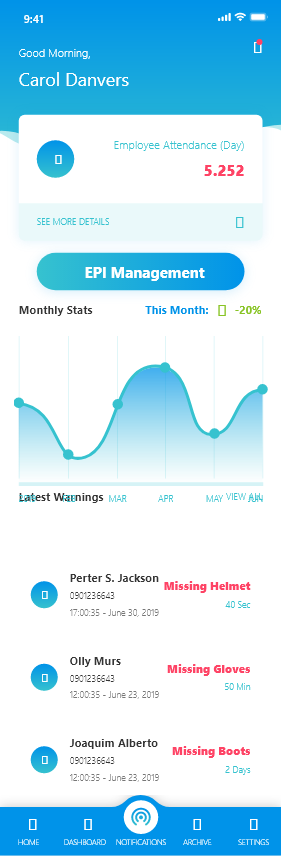 9:41
Good Morning,
Carol Danvers
Employee Attendance (Day)
5.252
SEE MORE DETAILS
EPI Management
Monthly Stats
This Month: -20%
MAR APR MAY JUN
Latest Warnings
VIEW ALL
Perter S. Johnson
Missing Helmet
0901236643
40 Sec
17:00:35 - June 30, 2019
Olly Murs
Missing Gloves
0901236643
50 Min
12:00:35 - June 23, 2019
Joaquim Alberto
Missing Boots
0901236643
2 Days
12:00:35 - June 23, 2019
HOME DASHBOARD NOTIFICATIONS ARCHIVE SETTINGS